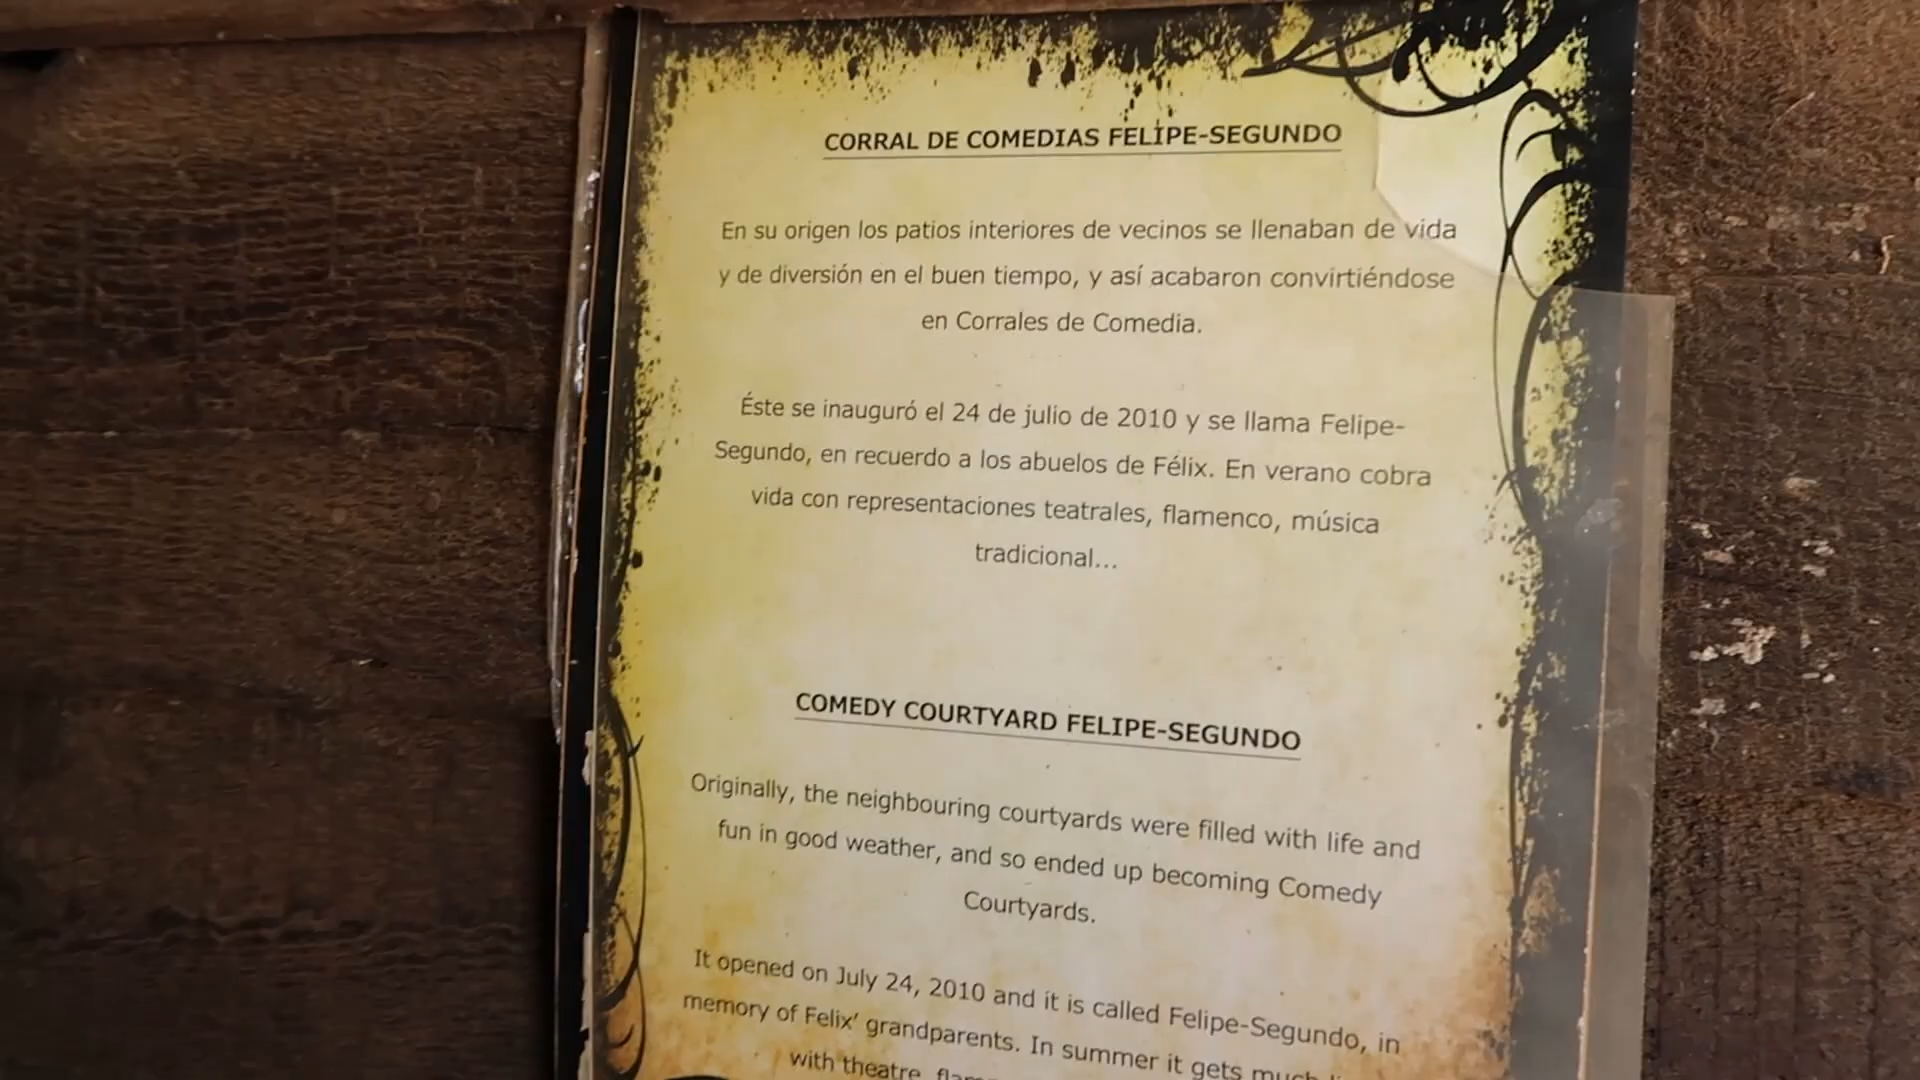 CORRAL DE COMEDIAS FELIPE-SEGUNDO
En su origen los patios interiores de vecinos se llenaban de vida
y de diversión en el buen tiempo, y así acabaron convirtiéndose
en Corrales de Comedia.
Éste se inauguró el 24 de julio de 2010 y se llama Felipe-
Segundo, en recuerdo a los abuelos de Félix. En verano cobra
vida con representaciones teatrales, flamenco, música
tradicional...
COMEDY COURTYARD FELIPE-SEGUNDO
Originally, the neighbouring courtyards were filled with life and
fun in good weather, and so ended up becoming Comedy
Courtyards.
It opened on July 24, 2010 and it is called Felipe-Segundo, in
memory of Felix' grandparents. In summer it gets much
with theatre,